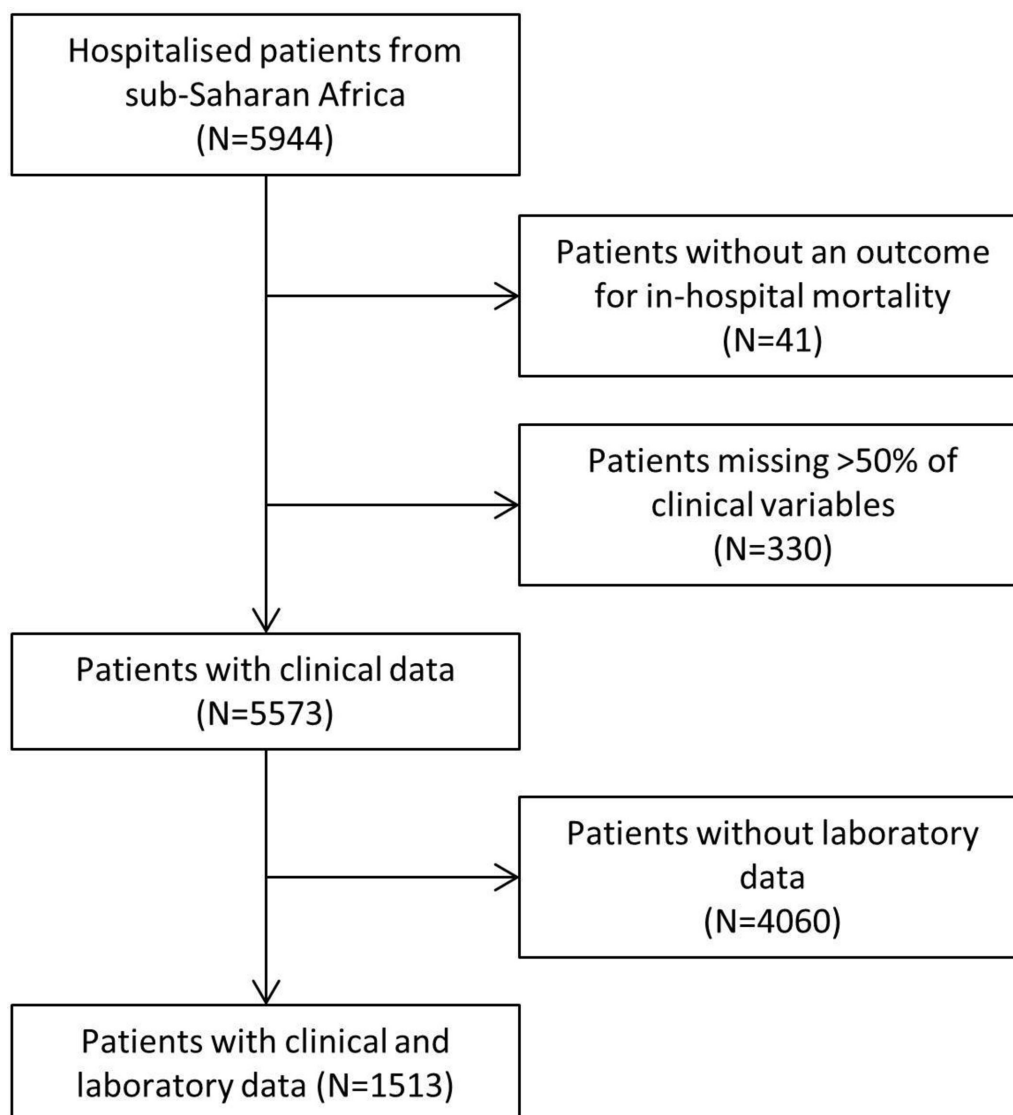 Hospitalised patients from
sub-Saharan Africa
(N=5944)
Patients without an outcome
for in-hospital mortality
(N=41)
Patients missing >50% of
clinical variables
(N=330)
Patients with clinical data
(N=5573)
Patients without laboratory
data
(N=4060)
Patients with clinical and
laboratory data (N=1513)